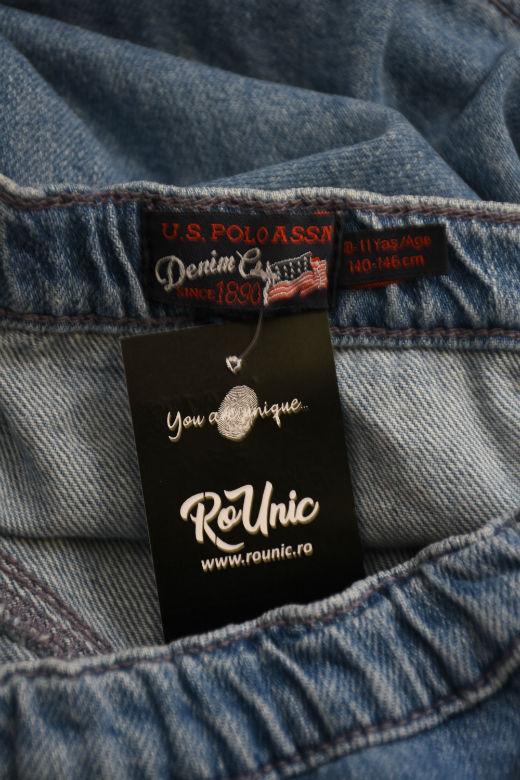 U.S. POLO ASSN
Denim Co.
SINCE 1890
10-11 Yaş/Age
140-146 cm
You are unique...
RoUnic
www.rounic.ro